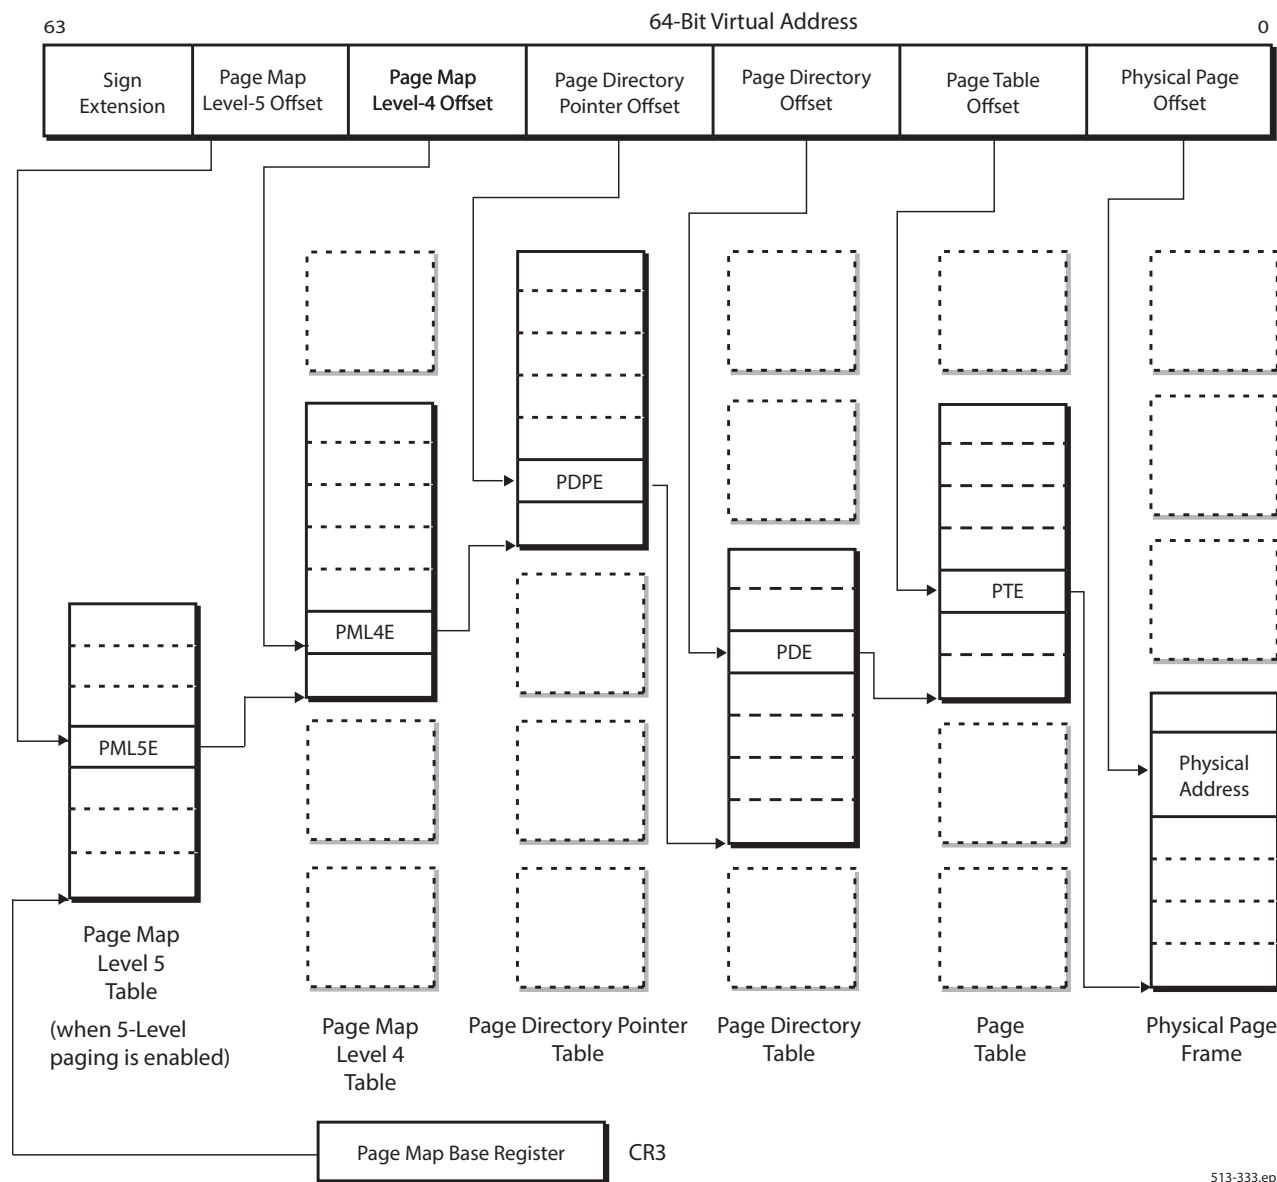 64-Bit Virtual Address
63
0
Sign
Extension
Page Map
Level-5 Offset
Page Map
Level-4 Offset
Page Directory
Pointer Offset
Page Directory
Offset
Page Table
Offset
Physical Page
Offset
PDPE
PTE
PML4E
PDE
PML5E
Physical
Address
Page Map
Level 5
Table
(when 5-Level
paging is enabled)
Page Map
Level 4
Table
Page Directory Pointer
Table
Page Directory
Table
Page
Table
Physical Page
Frame
Page Map Base Register
CR3
513-333.ep